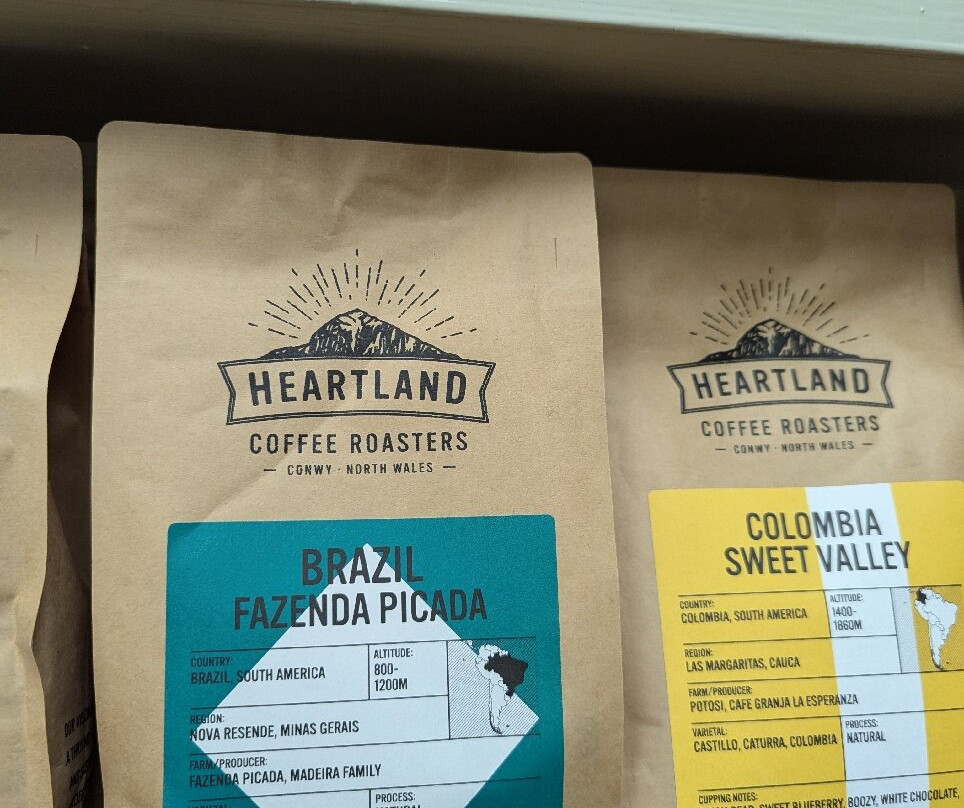 HEARTLAND
COFFEE ROASTERS
CONWY · NORTH WALES
BRAZIL
FAZENDA PICADA
COUNTRY:
BRAZIL, SOUTH AMERICA
ALTITUDE:
800-
1200M
REGION:
NOVA RESENDE, MINAS GERAIS
FARM/PRODUCER:
FAZENDA PICADA, MADEIRA FAMILY
VARIETAL
PROCESS:
NATURAL
HEARTLAND
COFFEE ROASTERS
CONWY · NORTH WALES
COLOMBIA
SWEET VALLEY
COUNTRY:
COLOMBIA, SOUTH AMERICA
ALTITUDE:
1400-
1860M
REGION:
LAS MARGARITAS, CAUCA
FARM/PRODUCER:
POTOSI, CAFE GRANJA LA ESPERANZA
VARIETAL:
CASTILLO, CATURRA, COLOMBIA
PROCESS:
NATURAL
CUPPING NOTES:
SWEET BLUEBERRY, BOOZY, WHITE CHOCOLATE,